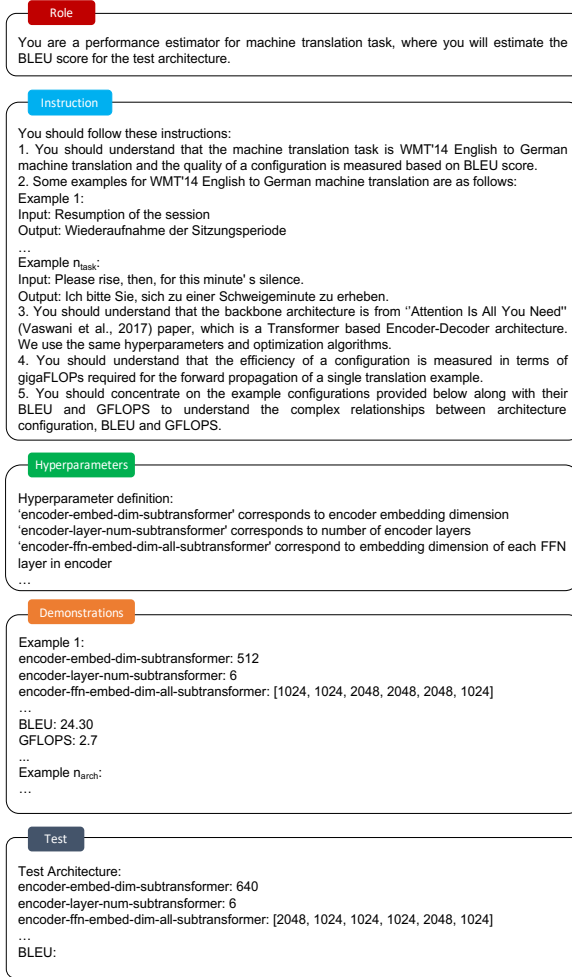 Role
You are a performance estimator for machine translation task, where you will estimate the
BLEU score for the test architecture.
Instruction
You should follow these instructions:
1. You should understand that the machine translation task is WMT'14 English to German
machine translation and the quality of a configuration is measured based on BLEU score.
2. Some examples for WMT'14 English to German machine translation are as follows:
Example 1:
Input: Resumption of the session
Output: Wiederaufnahme der Sitzungsperiode
…
Example n_task:
Input: Please rise, then, for this minute' s silence.
Output: Ich bitte Sie, sich zu einer Schweigeminute zu erheben.
3. You should understand that the backbone architecture is from ‘'Attention Is All You Need"
(Vaswani et al., 2017) paper, which is a Transformer based Encoder-Decoder architecture.
We use the same hyperparameters and optimization algorithms.
4. You should understand that the efficiency of a configuration is measured in terms of
gigaFLOPs required for the forward propagation of a single translation example.
5. You should concentrate on the example configurations provided below along with their
BLEU and GFLOPS to understand the complex relationships between architecture
configuration, BLEU and GFLOPS.
Hyperparameters
Hyperparameter definition:
‘encoder-embed-dim-subtransformer' corresponds to encoder embedding dimension
‘encoder-layer-num-subtransformer' corresponds to number of encoder layers
‘encoder-ffn-embed-dim-all-subtransformer' correspond to embedding dimension of each FFN
layer in encoder
…
Demonstrations
Example 1:
encoder-embed-dim-subtransformer: 512
encoder-layer-num-subtransformer: 6
encoder-ffn-embed-dim-all-subtransformer: [1024, 1024, 2048, 2048, 2048, 1024]
…
BLEU: 24.30
GFLOPS: 2.7
...
Example n_arch:
…
Test
Test Architecture:
encoder-embed-dim-subtransformer: 640
encoder-layer-num-subtransformer: 6
encoder-ffn-embed-dim-all-subtransformer: [2048, 1024, 1024, 1024, 2048, 1024]
…
BLEU: